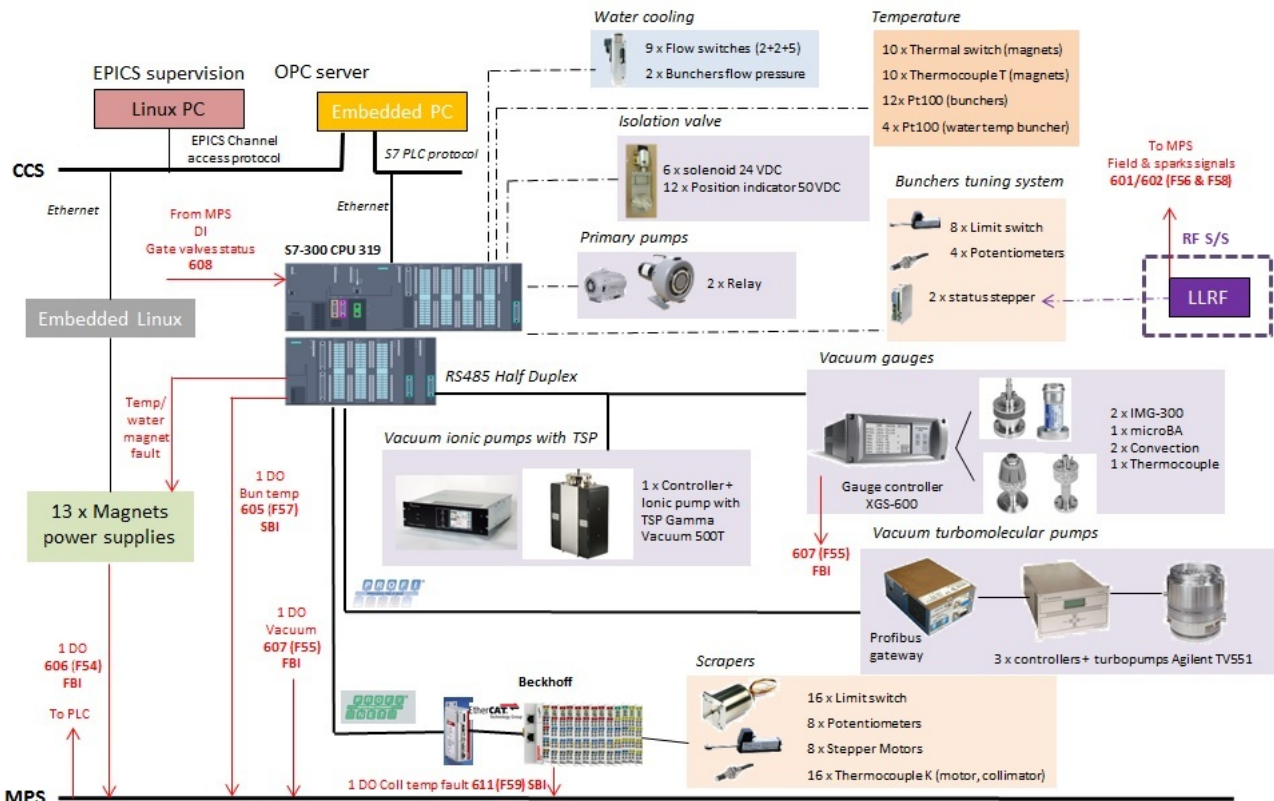 Water cooling
9 x Flow switches (2+2+5)
2 x Bunchers flow pressure
Temperature
10 x Thermal switch (magnets)
10 x Thermocouple T (magnets)
12x Pt100 (bunchers)
4 x Pt100 (water temp buncher)
EPICS supervision
Linux PC
OPC server
Embedded PC
EPICS Channel
access protocol
S7 PLC protocol
CCS
Ethernet
Ethernet
Isolation valve
6 x solenoid 24 VDC
12 x Position indicator 50 VDC
To MPS
Field & sparks signals
601/602 (F56 & F58)
Bunchers tuning system
8 x Limit switch
4 x Potentiometers
2 x status stepper
RF S/S
LLRF
From MPS
DI
Gate valves status
608
S7-300 CPU 319
Primary pumps
2 x Relay
Embedded Linux
RS485 Half Duplex
Vacuum gauges
2 x IMG-300
1 x microBA
2 x Convection
1 x Thermocouple
Gauge controller
XGS-600
607 (F55)
FBI
Temp/
water
magnet
fault
Vacuum ionic pumps with TSP
1 x Controller +
Ionic pump with
TSP Gamma
Vacuum 500T
1 DO
Bun temp
605 (F57)
SBI
13 x Magnets
power supplies
Vacuum turbomolecular pumps
Profibus
gateway
3 x controllers + turbopumps Agilent TV551
PROFI
1 DO
Vacuum
607 (F55)
FBI
1 DO
606 (F54)
FBI
To PLC
Scrapers
16 x Limit switch
8 x Potentiometers
8 x Stepper Motors
16 x Thermocouple K (motor, collimator)
Beckhoff
EtherCAT
Technology Group
PROFI
NET
1 DO Coll temp fault 611 (F59) SBI
MPS